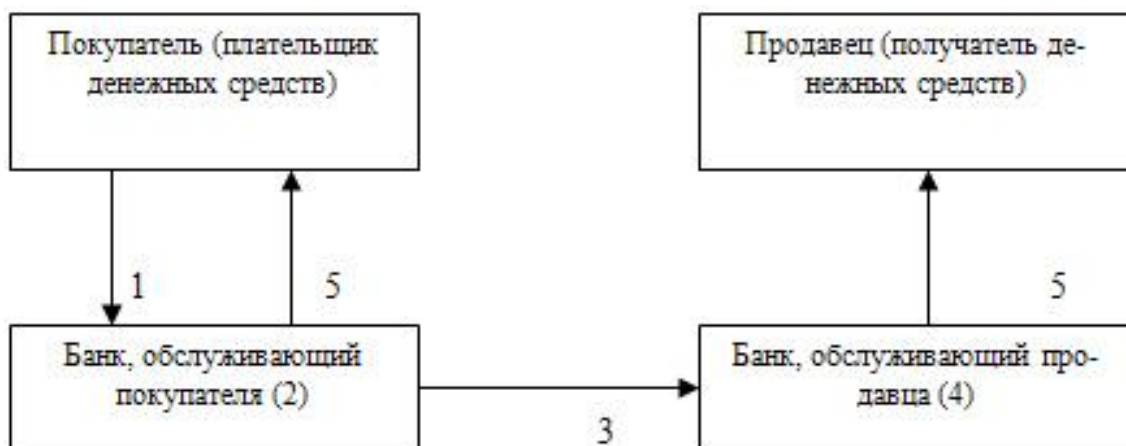 Покупатель (плательщик
денежных средств)
Продавец (получатель де-
нежных средств)
1
5
5
Банк, обслуживающий
покупателя (2)
Банк, обслуживающий про-
давца (4)
3